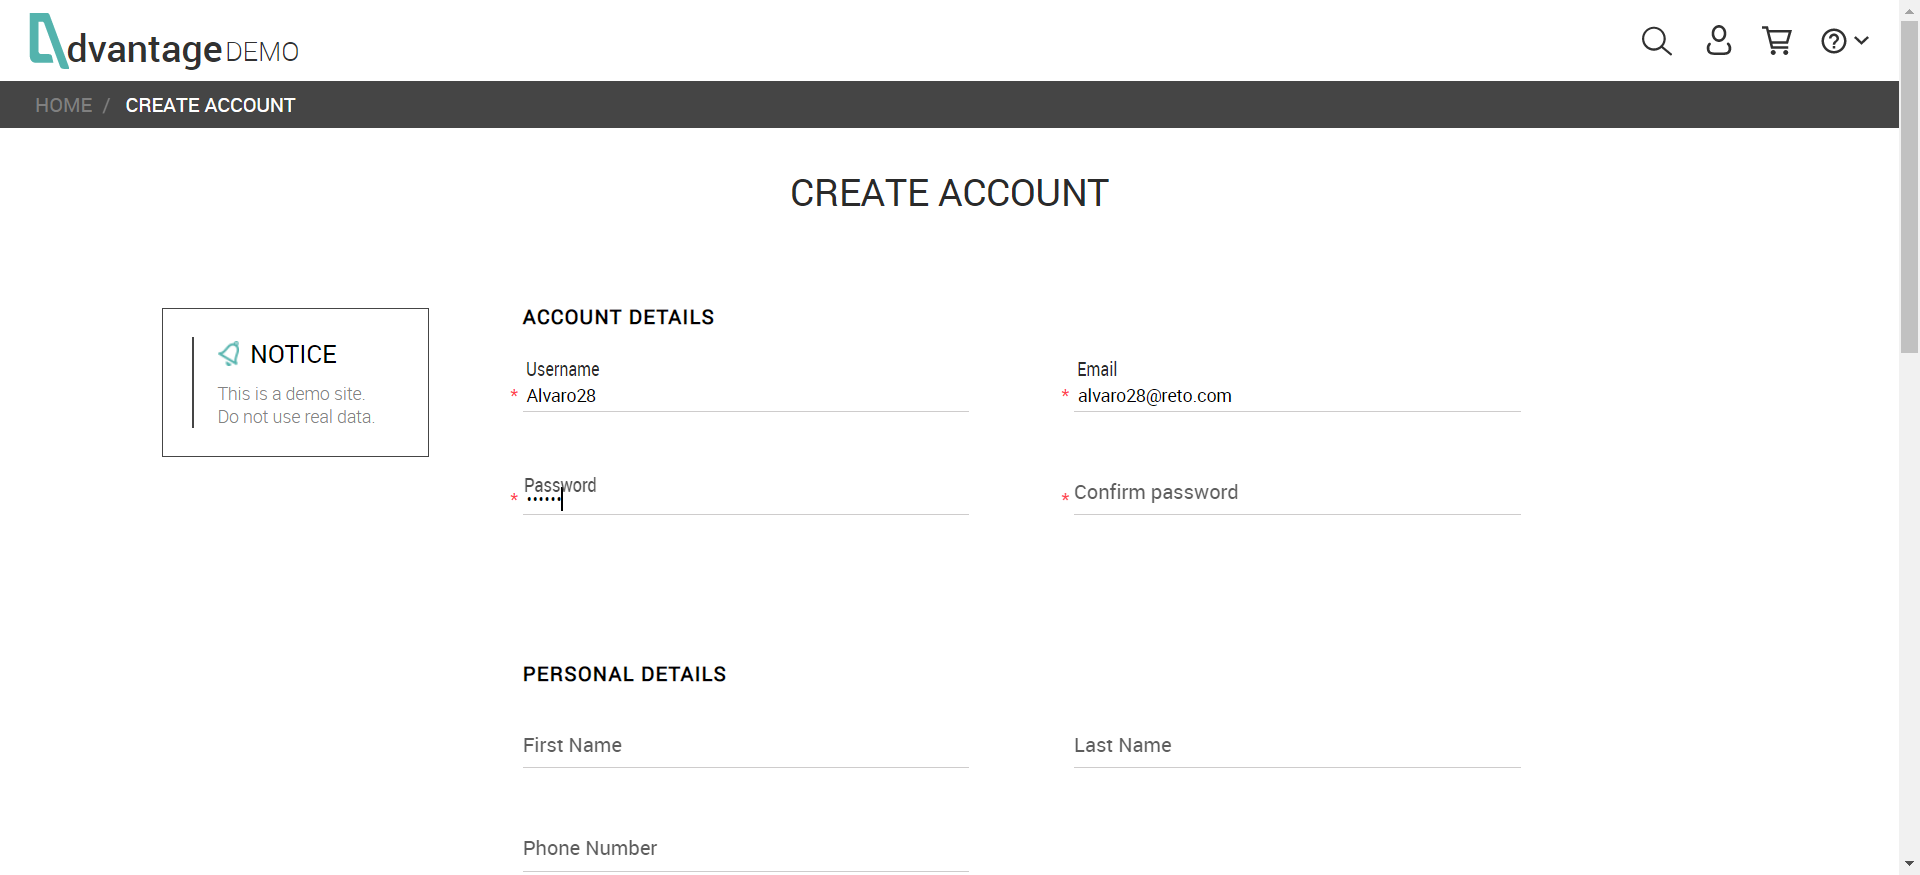 dvantage DEMO
HOME / CREATE ACCOUNT
CREATE ACCOUNT
NOTICE
This is a demo site.
Do not use real data.
ACCOUNT DETAILS
Username
* Alvaro28
Email
* alvaro28@reto.com
Password
* ••••••
* Confirm password
PERSONAL DETAILS
First Name
Last Name
Phone Number